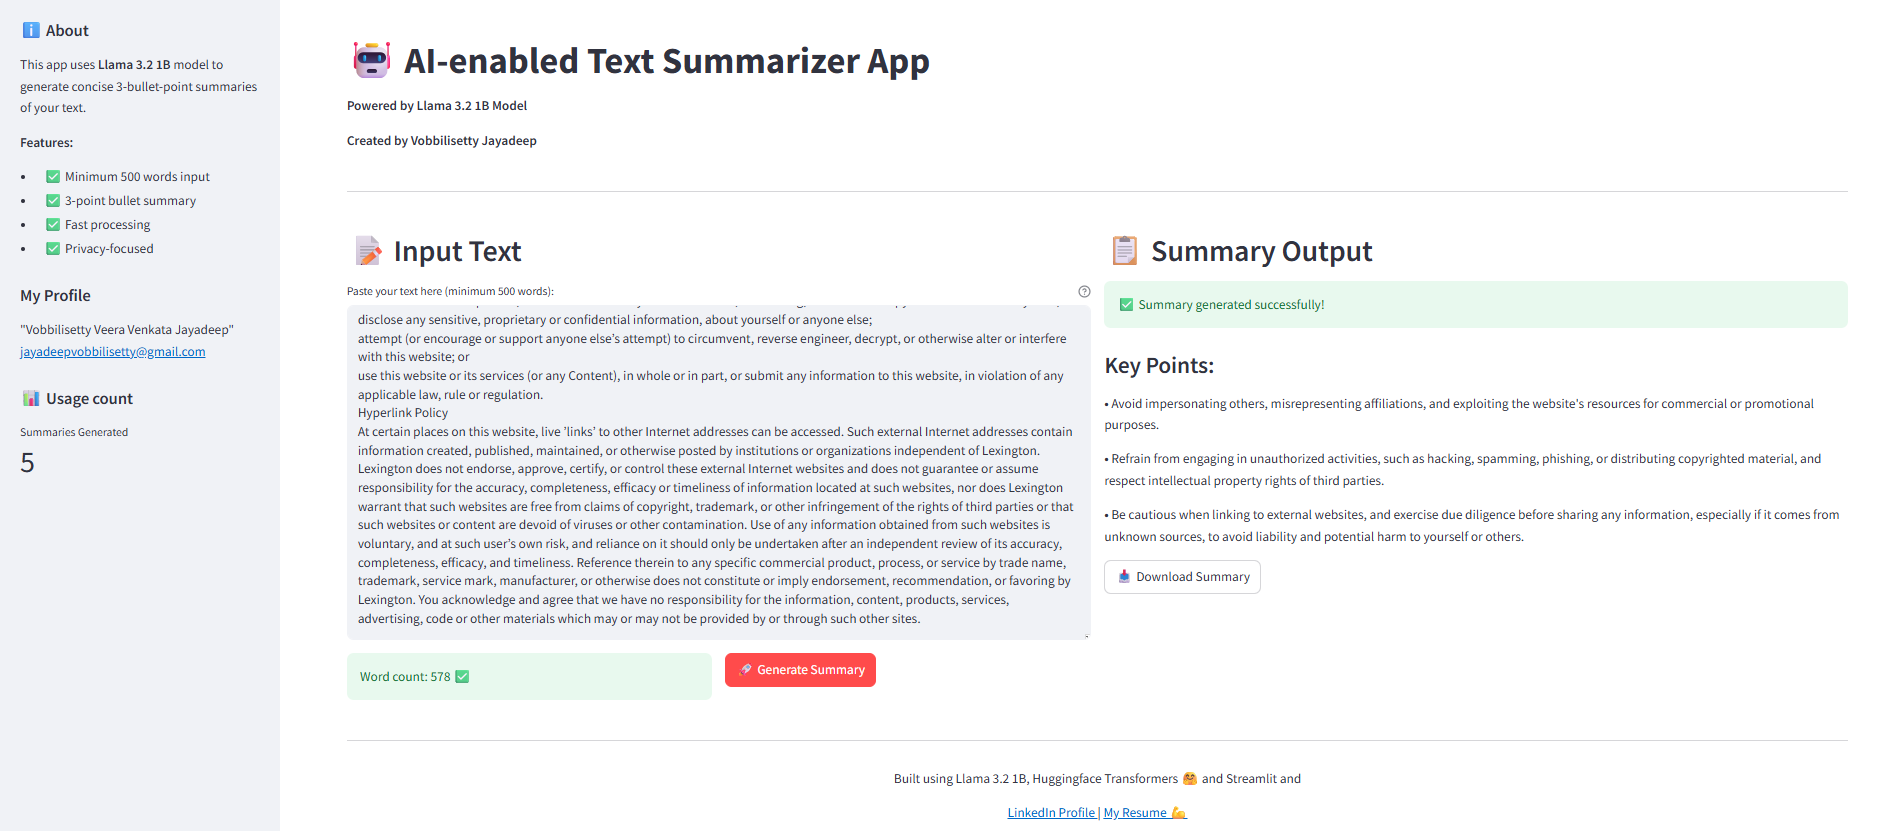 About
This app uses Llama 3.2 1B model to
generate concise 3-bullet-point summaries
of your text.
Features:
• ✅ Minimum 500 words input
• ✅ 3-point bullet summary
• ✅ Fast processing
• ✅ Privacy-focused
My Profile
"Vobbilisetty Veera Venkata Jayadeep"
jayadeepvobbilisetty@gmail.com
Usage count
Summaries Generated
5
AI-enabled Text Summarizer App
Powered by Llama 3.2 1B Model
Created by Vobbilisetty Jayadeep
Input Text
Paste your text here (minimum 500 words):
disclose any sensitive, proprietary or confidential information, about yourself or anyone else;
attempt (or encourage or support anyone else's attempt) to circumvent, reverse engineer, decrypt, or otherwise alter or interfere
with this website; or
use this website or its services (or any Content), in whole or in part, or submit any information to this website, in violation of any
applicable law, rule or regulation.
Hyperlink Policy
At certain places on this website, live 'links' to other Internet addresses can be accessed. Such external Internet addresses contain
information created, published, maintained, or otherwise posted by institutions or organizations independent of Lexington.
Lexington does not endorse, approve, certify, or control these external Internet websites and does not guarantee or assume
responsibility for the accuracy, completeness, efficacy or timeliness of information located at such websites, nor does Lexington
warrant that such websites are free from claims of copyright, trademark, or other infringement of the rights of third parties or that
such websites or content are devoid of viruses or other contamination. Use of any information obtained from such websites is
voluntary, and at such user's own risk, and reliance on it should only be undertaken after an independent review of its accuracy,
completeness, efficacy, and timeliness. Reference therein to any specific commercial product, process, or service by trade name,
trademark, service mark, manufacturer, or otherwise does not constitute or imply endorsement, recommendation, or favoring by
Lexington. You acknowledge and agree that we have no responsibility for the information, content, products, services,
advertising, code or other materials which may or may not be provided by or through such other sites.
Word count: 578 ✅
Generate Summary
Summary Output
✅ Summary generated successfully!
Key Points:
• Avoid impersonating others, misrepresenting affiliations, and exploiting the website's resources for commercial or promotional
purposes.
• Refrain from engaging in unauthorized activities, such as hacking, spamming, phishing, or distributing copyrighted material, and
respect intellectual property rights of third parties.
• Be cautious when linking to external websites, and exercise due diligence before sharing any information, especially if it comes from
unknown sources, to avoid liability and potential harm to yourself or others.
Download Summary
Built using Llama 3.2 1B, Huggingface Transformers 🤗 and Streamlit and
LinkedIn Profile | My Resume 💪